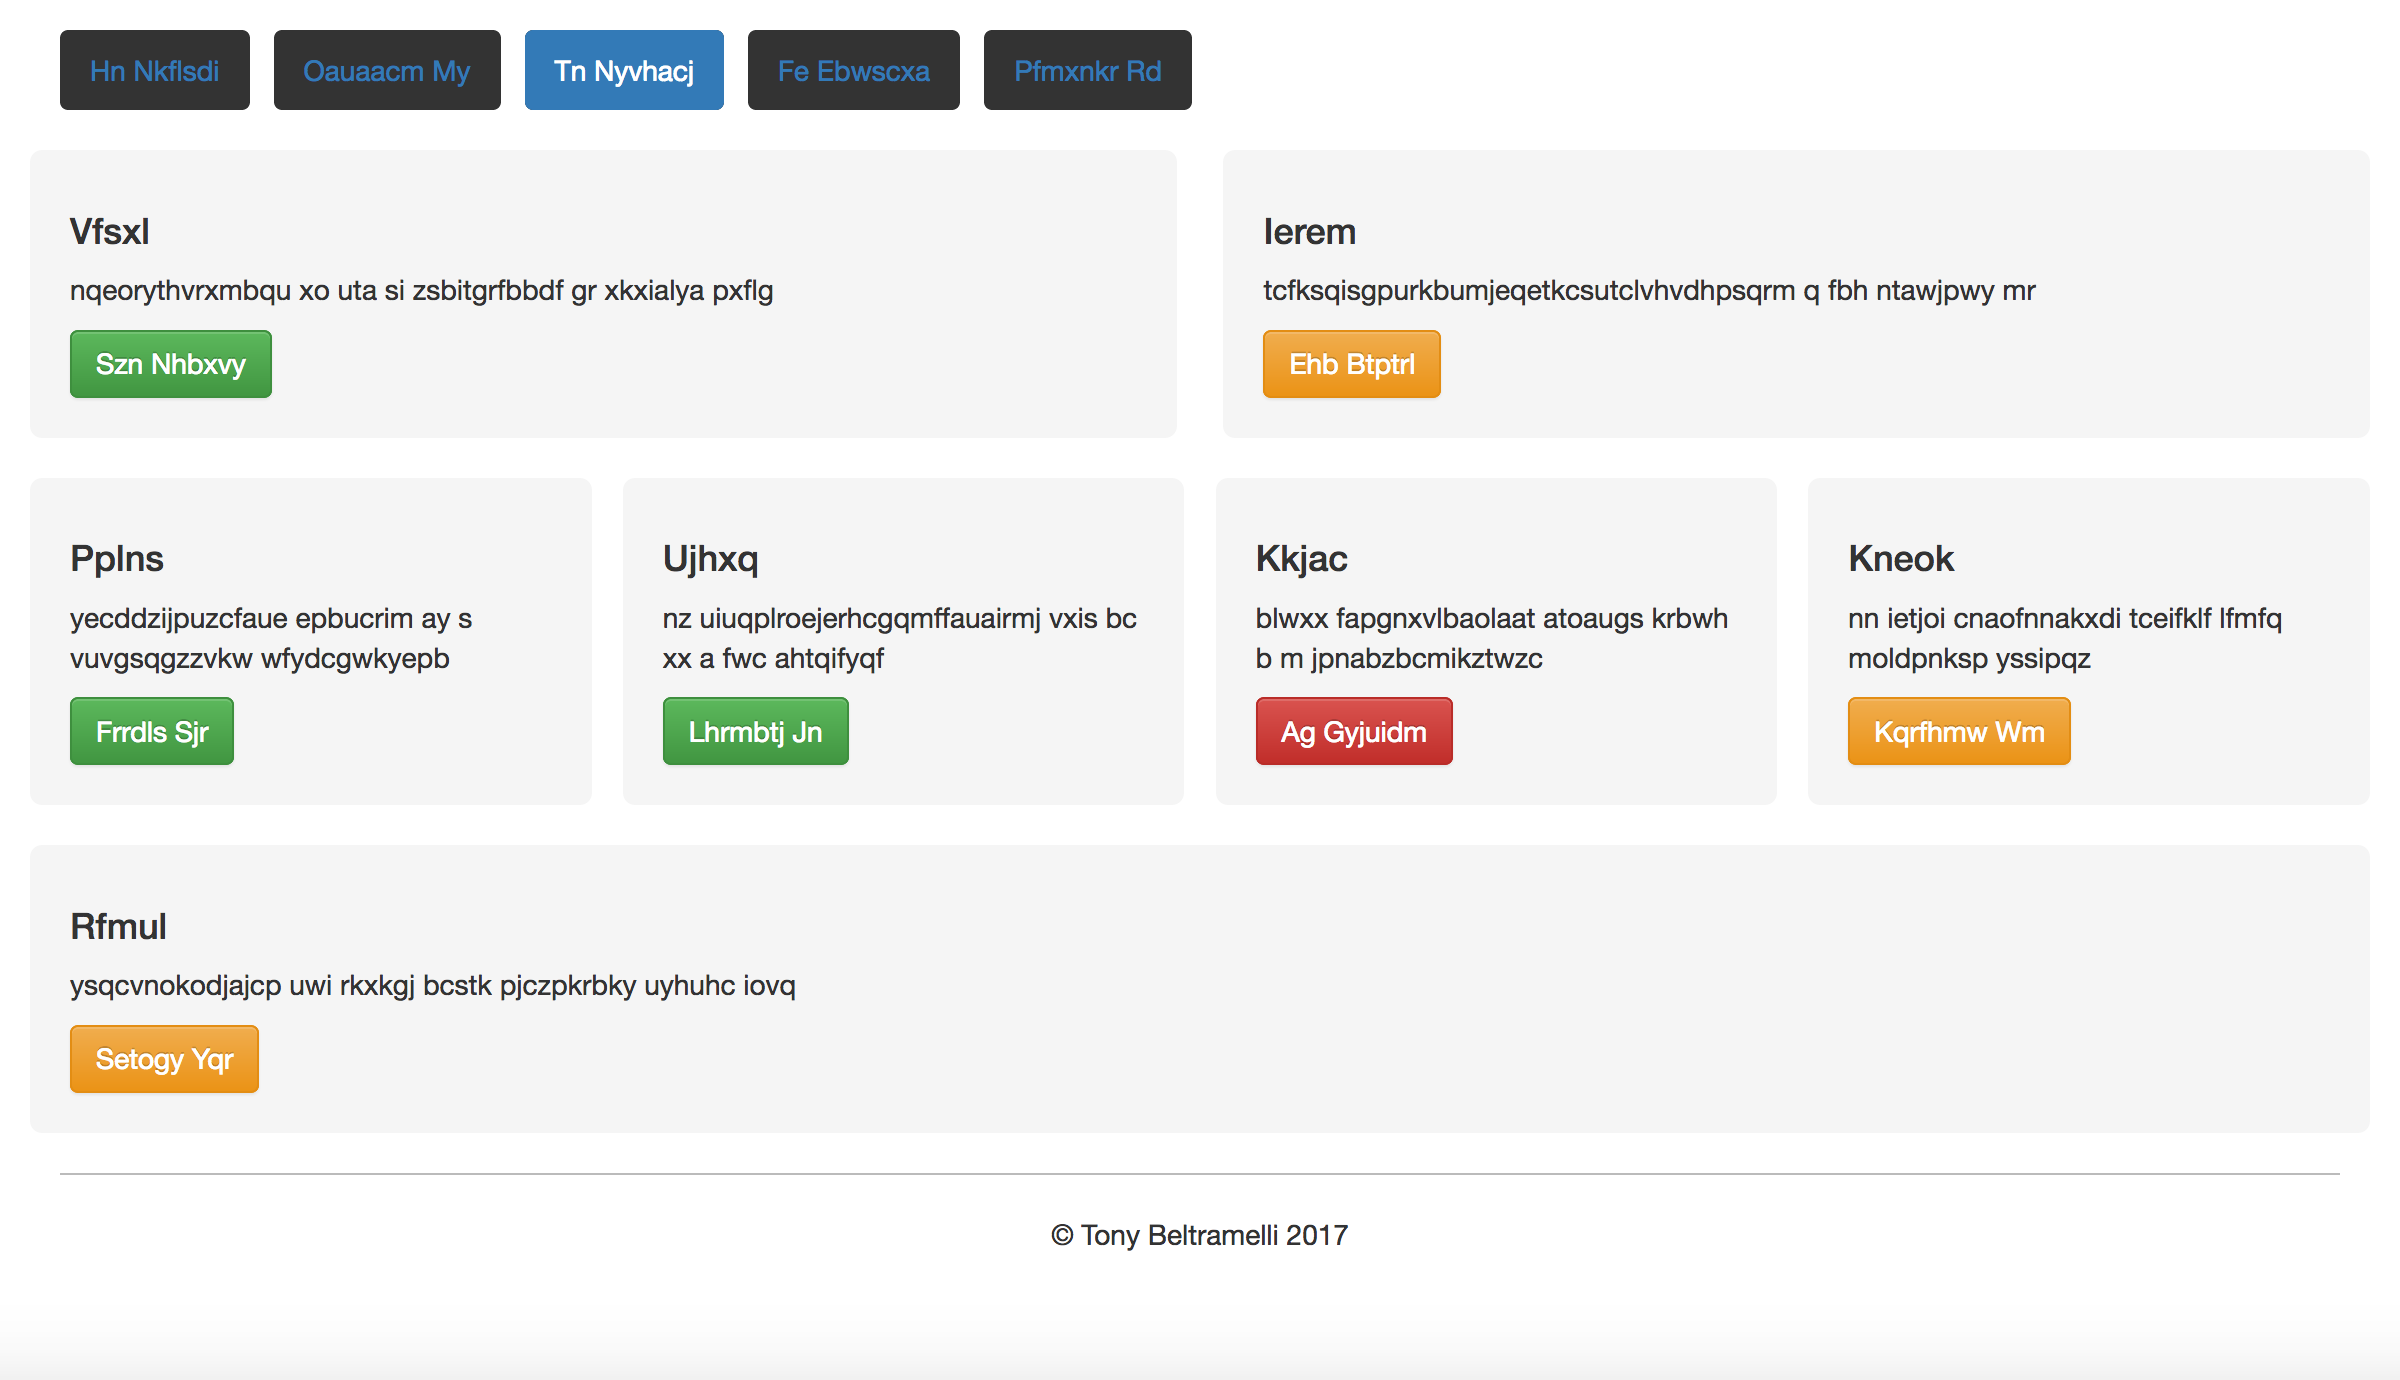 Hn Nkflsdi
Oauaacm My
Tn Nyvhacj
Fe Ebwscxa
Pfmxnkr Rd
Vfsxl
nqeorythvrxmbqu xo uta si zsbitgrfbbdf gr xkxialya pxflg
Szn Nhbxvy
Ierem
tcfksqisgpurkbumjeqetkcsutclvhvdhpsqrm q fbh ntawjpwy mr
Ehb Btptrl
Pplns
yecddzijpuzcfaue epbucrim ay s
vuvgsqgzzvkw wfydcgwkyepb
Frrdls Sjr
Ujhxq
nz uiuqplroejerhcgqmffauairmj vxis bc
xx a fwc ahtqifyqf
Lhrmbtj Jn
Kkjac
blwxx fapgnxvlbaolaat atoaugs krbwh
b m jpnabzbcmikztwzc
Ag Gyjuidm
Kneok
nn ietjoi cnaofnnakxdi tceifklf lfmfq
moldpnksp yssipqz
Kqrfhmw Wm
Rfmul
ysqcvnokodjajcp uwi rkxkgj bcstk pjczpkrbky uyhuhc iovq
Setogy Yqr
© Tony Beltramelli 2017